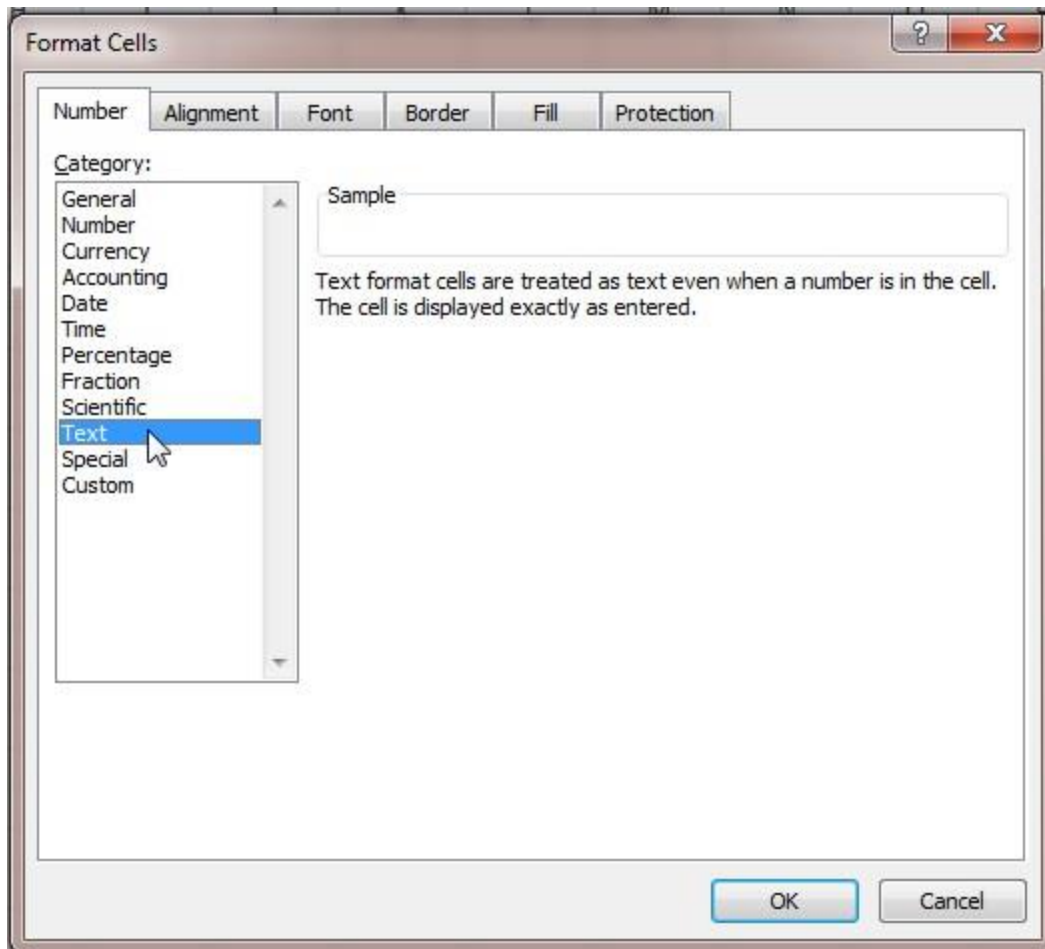 Format Cells
?
Number Alignment Font Border Fill Protection
Category:
General
Number
Currency
Accounting
Date
Time
Percentage
Fraction
Scientific
Text
Special
Custom
Sample
Text format cells are treated as text even when a number is in the cell.
The cell is displayed exactly as entered.
OK Cancel